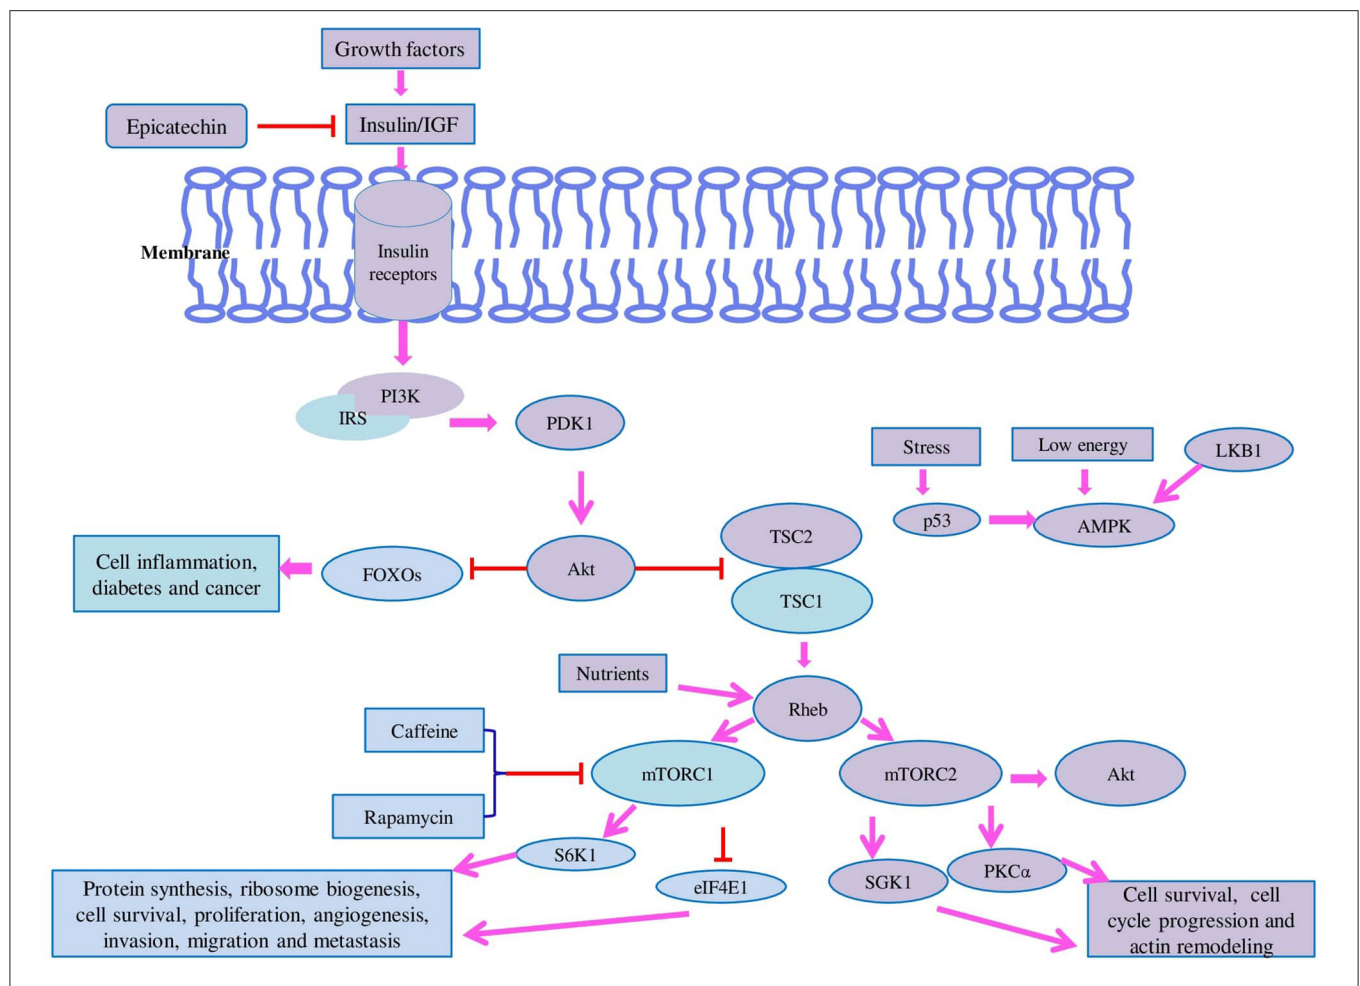 Growth factors
Epicatechin
Insulin/IGF
Membrane
Insulin
receptors
PI3K
IRS
PDK1
Stress
Low energy
LKB1
p53
AMPK
TSC2
Cell inflammation,
diabetes and cancer
FOXOs
Akt
TSC1
Nutrients
Rheb
Caffeine
mTORC1
mTORC2
Akt
Rapamycin
S6K1
eIF4E1
SGK1
PKCα
Protein synthesis, ribosome biogenesis,
cell survival, proliferation, angiogenesis,
invasion, migration and metastasis
Cell survival, cell
cycle progression and
actin remodeling